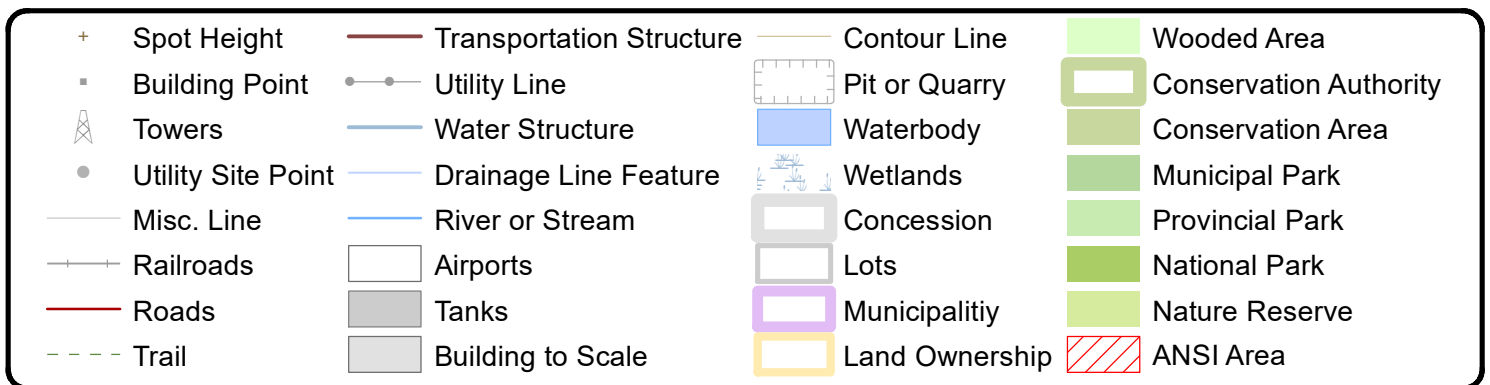 Spot Height
Building Point
Towers
Utility Site Point
Misc. Line
Railroads
Roads
Trail
Transportation Structure
Utility Line
Water Structure
Drainage Line Feature
River or Stream
Airports
Tanks
Building to Scale
Contour Line
Pit or Quarry
Waterbody
Wetlands
Concession
Lots
Municipalitiy
Land Ownership
Wooded Area
Conservation Authority
Conservation Area
Municipal Park
Provincial Park
National Park
Nature Reserve
ANSI Area